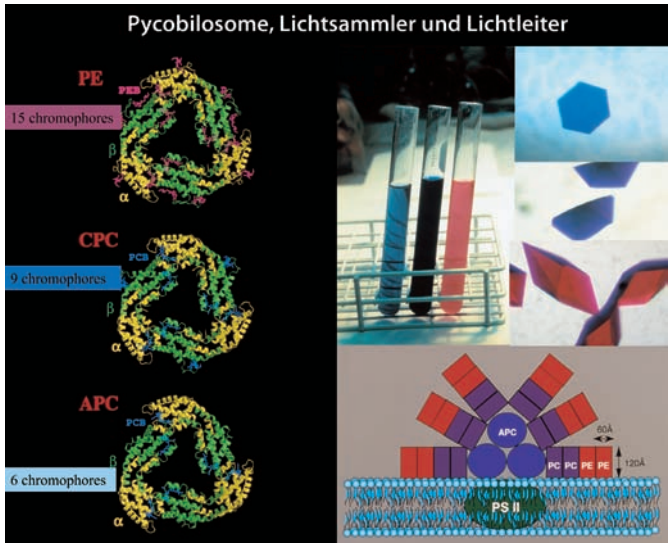 Pycobilosome, Lichtsammler und Lichtleiter
PE
PEB
15 chromophores
β
α
CPC
PCB
9 chromophores
β
α
APC
PCB
6 chromophores
β
α
APC
60Å
PC PC PE PE
120Å
PS II